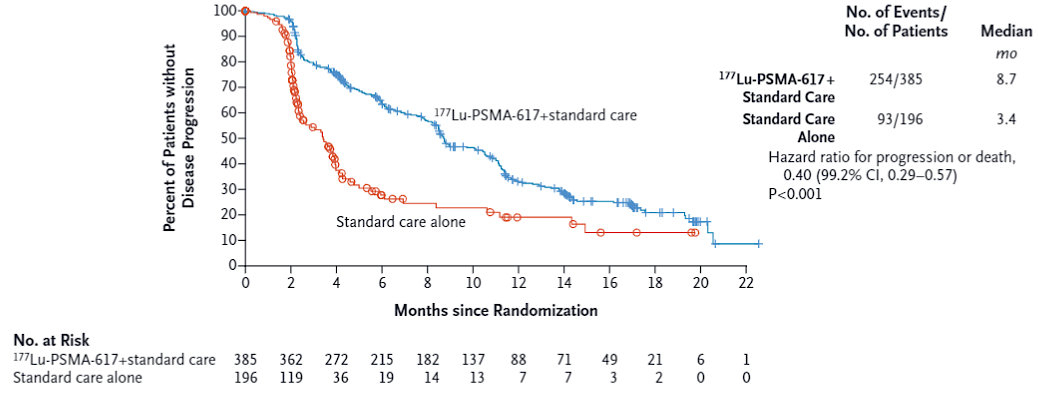 No. of Events/
No. of Patients
Median
mo
¹⁷⁷Lu-PSMA-617+
Standard Care
254/385
8.7
Standard Care
Alone
93/196
3.4
Hazard ratio for progression or death,
0.40 (99.2% CI, 0.29–0.57)
P<0.001
Percent of Patients without
Disease Progression
100
90
80
70
60
50
40
30
20
10
0
¹⁷⁷Lu-PSMA-617+standard care
Standard care alone
0 2 4 6 8 10 12 14 16 18 20 22
Months since Randomization
No. at Risk
¹⁷⁷Lu-PSMA-617+standard care 385 362 272 215 182 137 88 71 49 21 6 1
Standard care alone 196 119 36 19 14 13 7 7 3 2 0 0